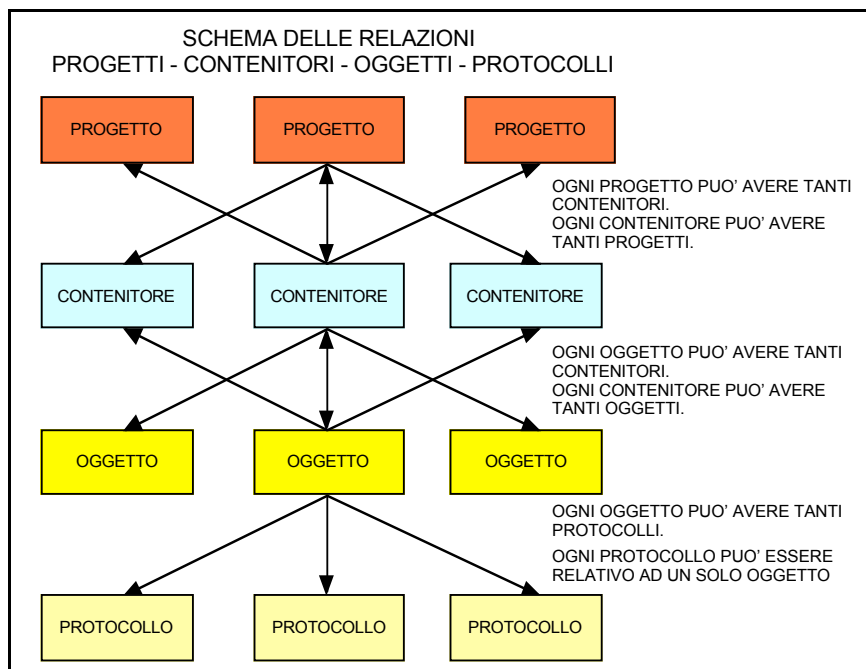 SCHEMA DELLE RELAZIONI
PROGETTI - CONTENITORI - OGGETTI - PROTOCOLLI
PROGETTO
PROGETTO
PROGETTO
OGNI PROGETTO PUO' AVERE TANTI
CONTENITORI.
OGNI CONTENITORE PUO' AVERE
TANTI PROGETTI.
CONTENITORE
CONTENITORE
CONTENITORE
OGNI OGGETTO PUO' AVERE TANTI
CONTENITORI.
OGNI CONTENITORE PUO' AVERE
TANTI OGGETTI.
OGGETTO
OGGETTO
OGGETTO
OGNI OGGETTO PUO' AVERE TANTI
PROTOCOLLI.
OGNI PROTOCOLLO PUO' ESSERE
RELATIVO AD UN SOLO OGGETTO
PROTOCOLLO
PROTOCOLLO
PROTOCOLLO